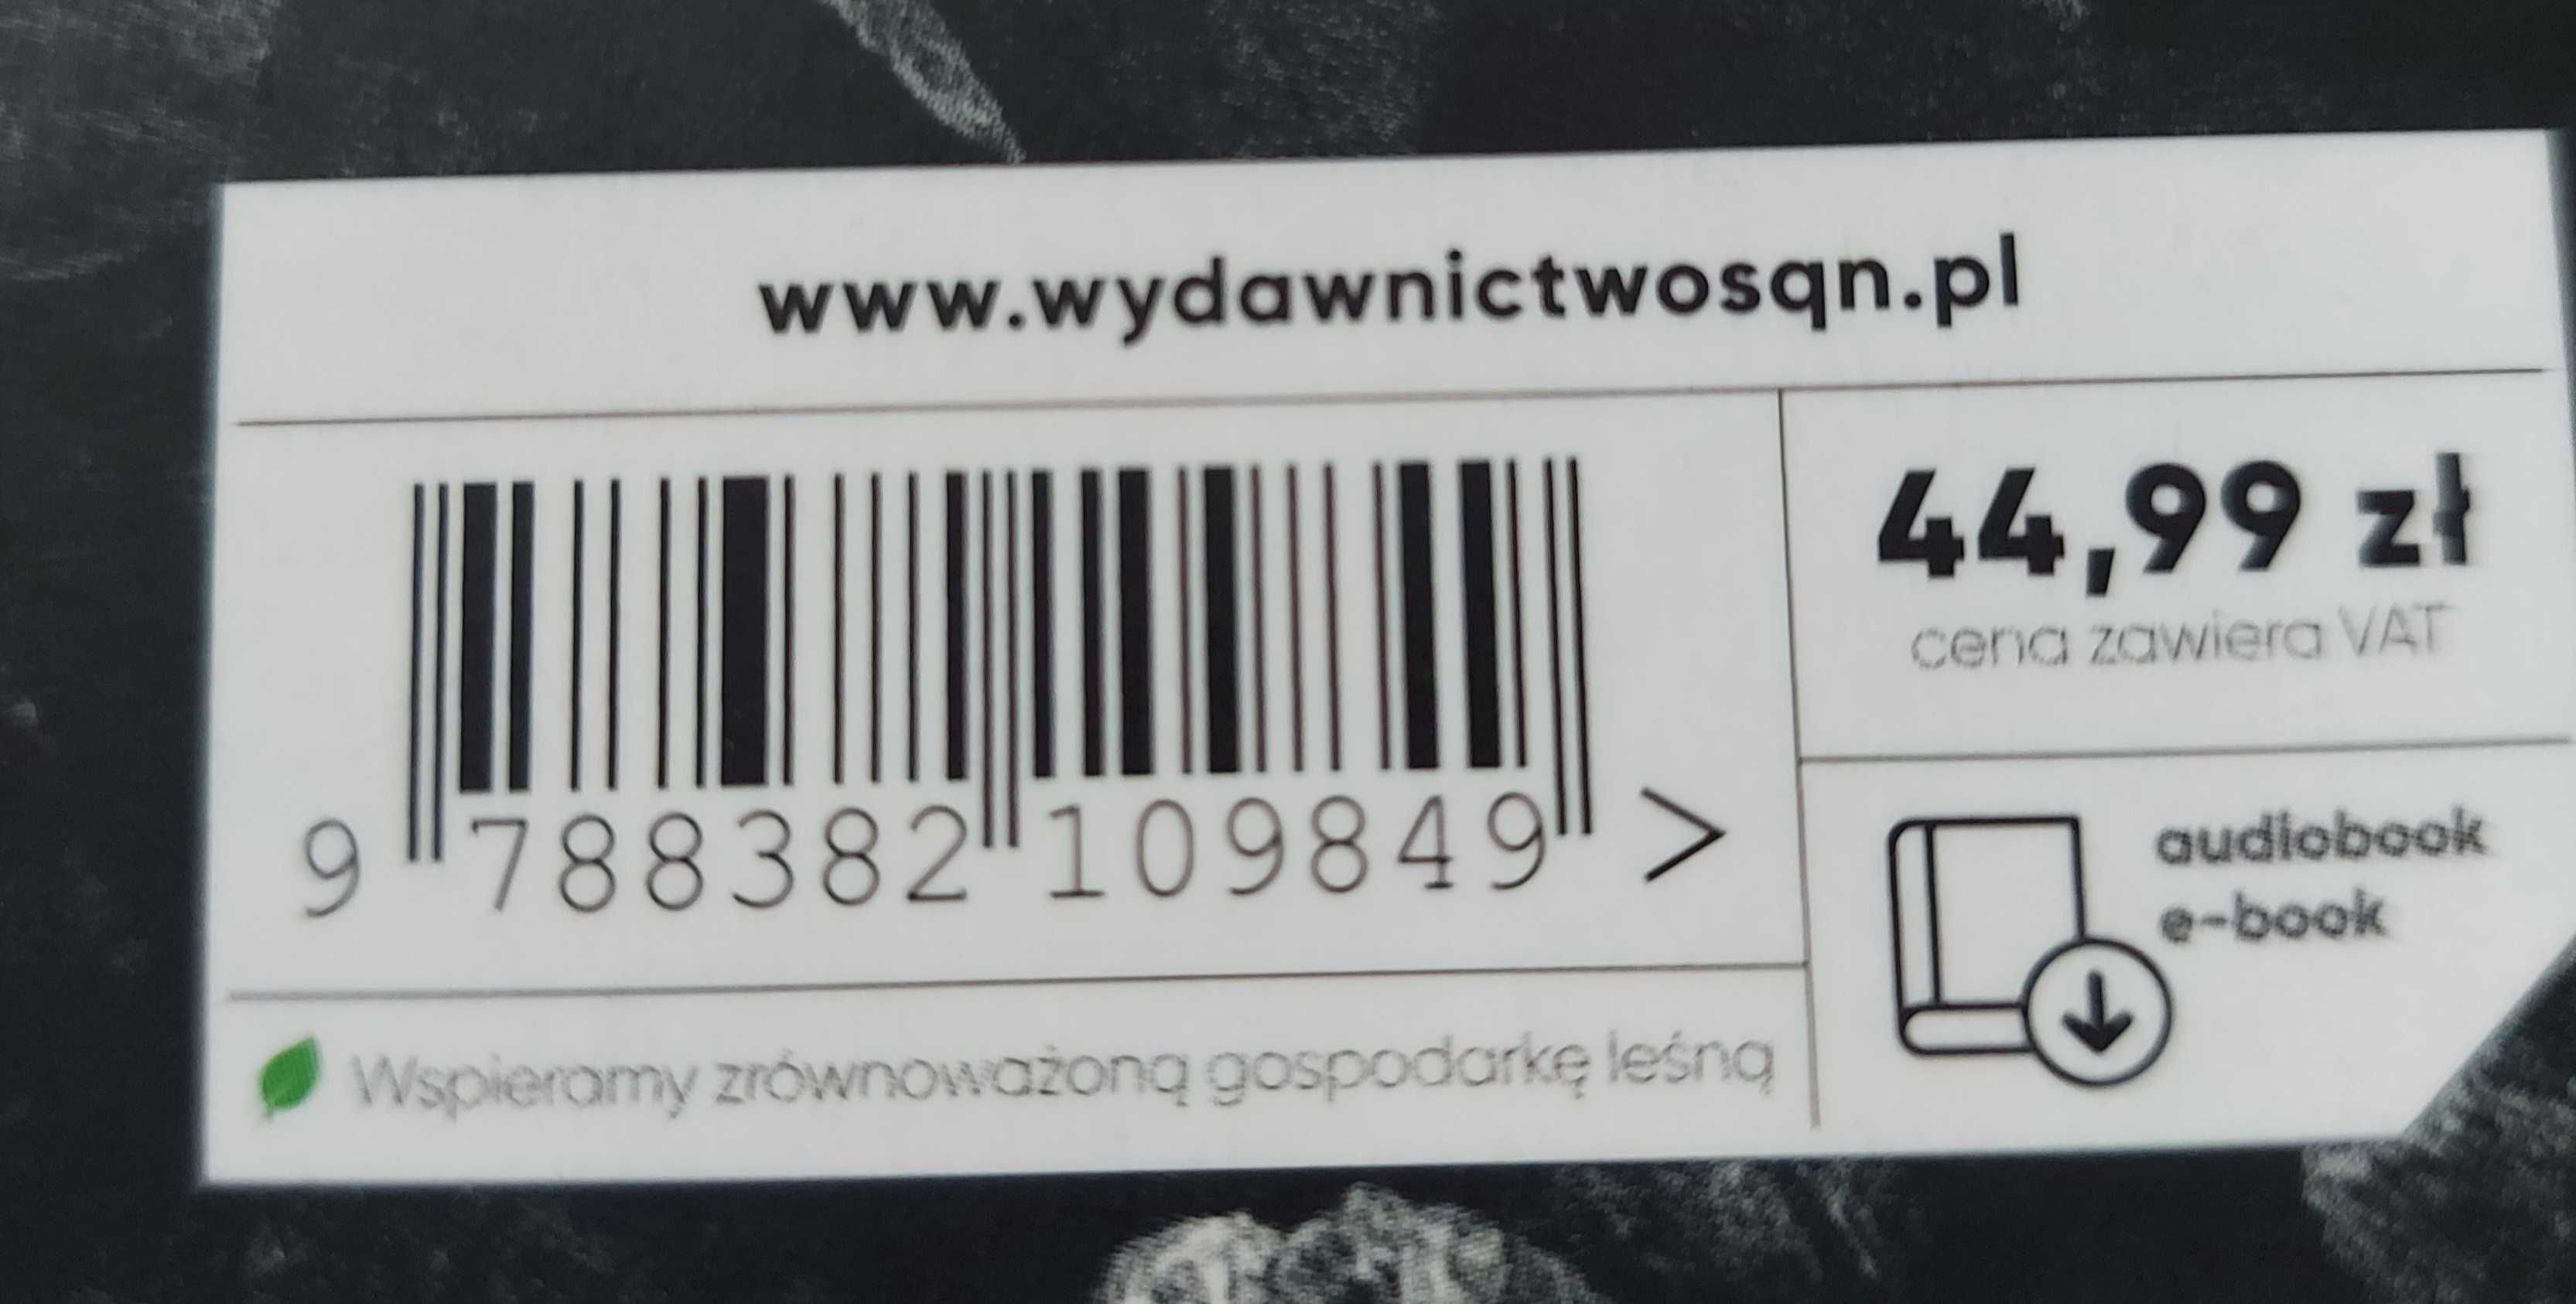 www.wydawnictwosqn.pl
9 788382 109849 >
44,99 zł
cena zawiera VAT
audiobook
e-book
Wspieramy zrównoważoną gospodarkę leśną